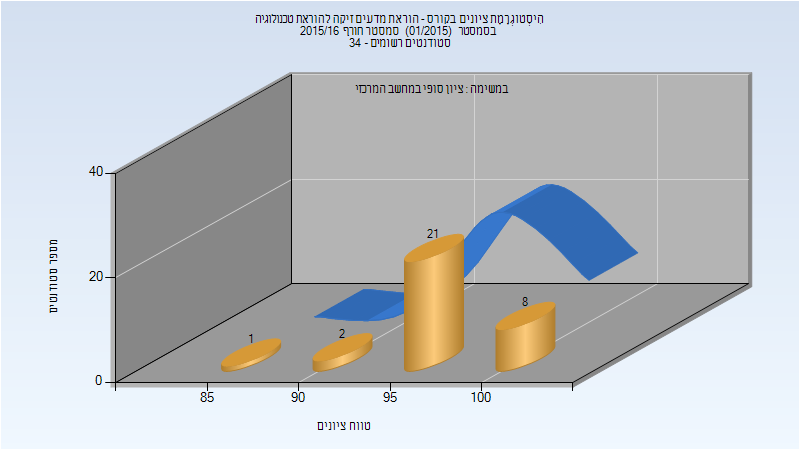 היסטוגרמת ציונים בקורס - הוראת מדעים זיקה להוראת טכנולוגיה
בסמסטר (01/2015) סמסטר חורף 2015/16
סטודנטים רשומים - 34
במשימה : ציון סופי במחשב המרכזי
40
20
0
מספר סטודנטים
21
8
2
1
85
90
95
100
טווח ציונים